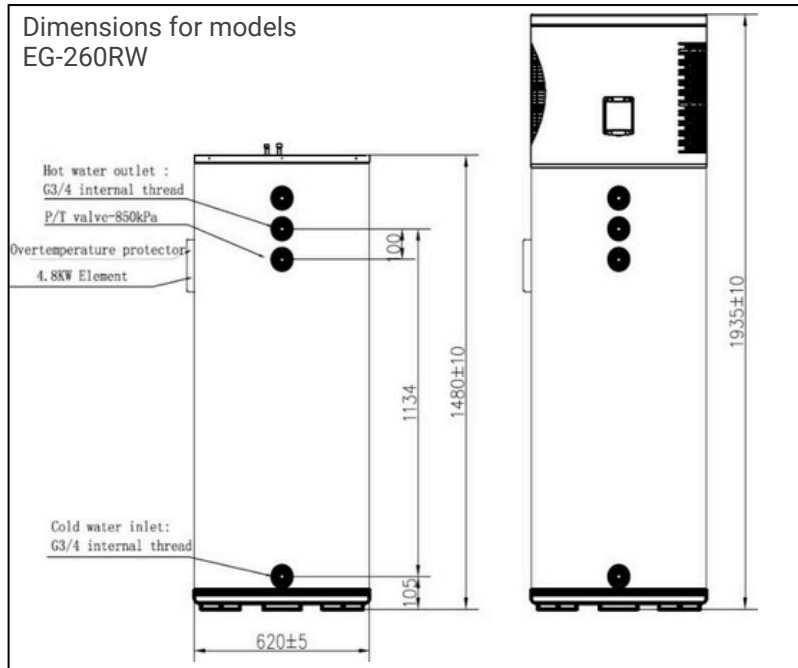 Dimensions for models
EG-260RW
Hot water outlet :
G3/4 internal thread
P/T valve-850kPa
Overtemperature protector
4.8KW Element
100
1134
1480±10
1935±10
Cold water inlet:
G3/4 internal thread
105
620±5